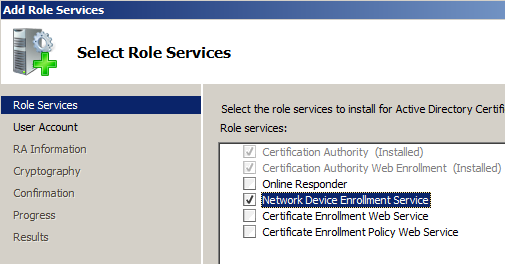 Add Role Services
Select Role Services
Role Services
User Account
RA Information
Cryptography
Confirmation
Progress
Results
Select the role services to install for Active Directory Certifi
Role services:
Certification Authority (Installed)
Certification Authority Web Enrollment (Installed)
Online Responder
Network Device Enrollment Service
Certificate Enrollment Web Service
Certificate Enrollment Policy Web Service